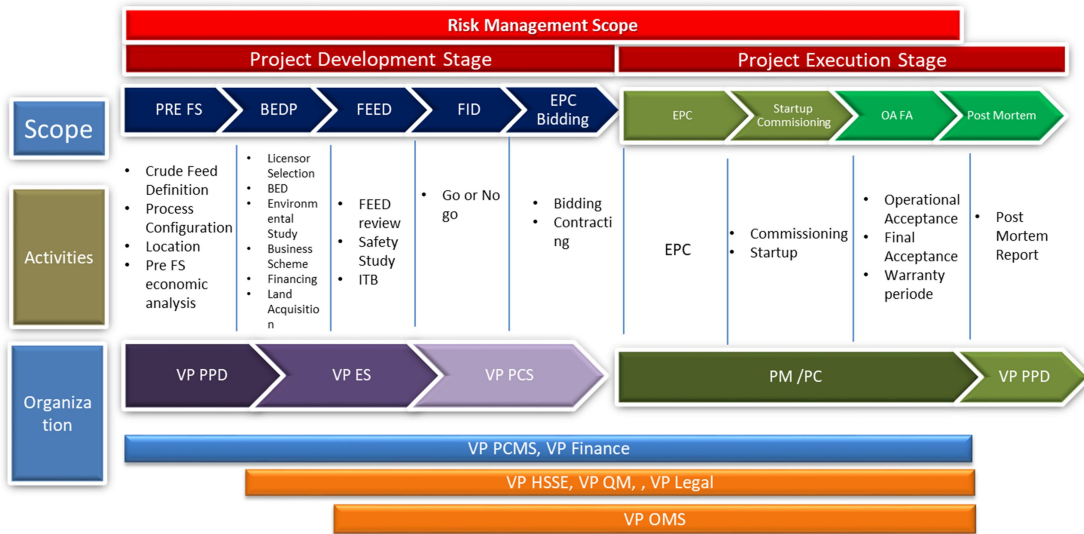 Risk Management Scope
Project Development Stage
Project Execution Stage
Scope
PRE FS
BEDP
FEED
FID
EPC
Bidding
EPC
Startup
Commisioning
OA FA
Post Mortem
Activities
• Crude Feed
Definition
• Process
Configuration
• Location
• Pre FS
economic
analysis
• Licensor
Selection
• BED
• Environm
ental
Study
• Business
Scheme
• Financing
• Land
Acquisitio
n
• FEED
review
• Safety
Study
• ITB
• Go or No
go
• Bidding
• Contracti
ng
EPC
• Commissioning
• Startup
• Operational
Acceptance
• Final
Acceptance
• Warranty
periode
• Post
Mortem
Report
Organiza
tion
VP PPD
VP ES
VP PCS
PM /PC
VP PPD
VP PCMS, VP Finance
VP HSSE, VP QM, , VP Legal
VP OMS